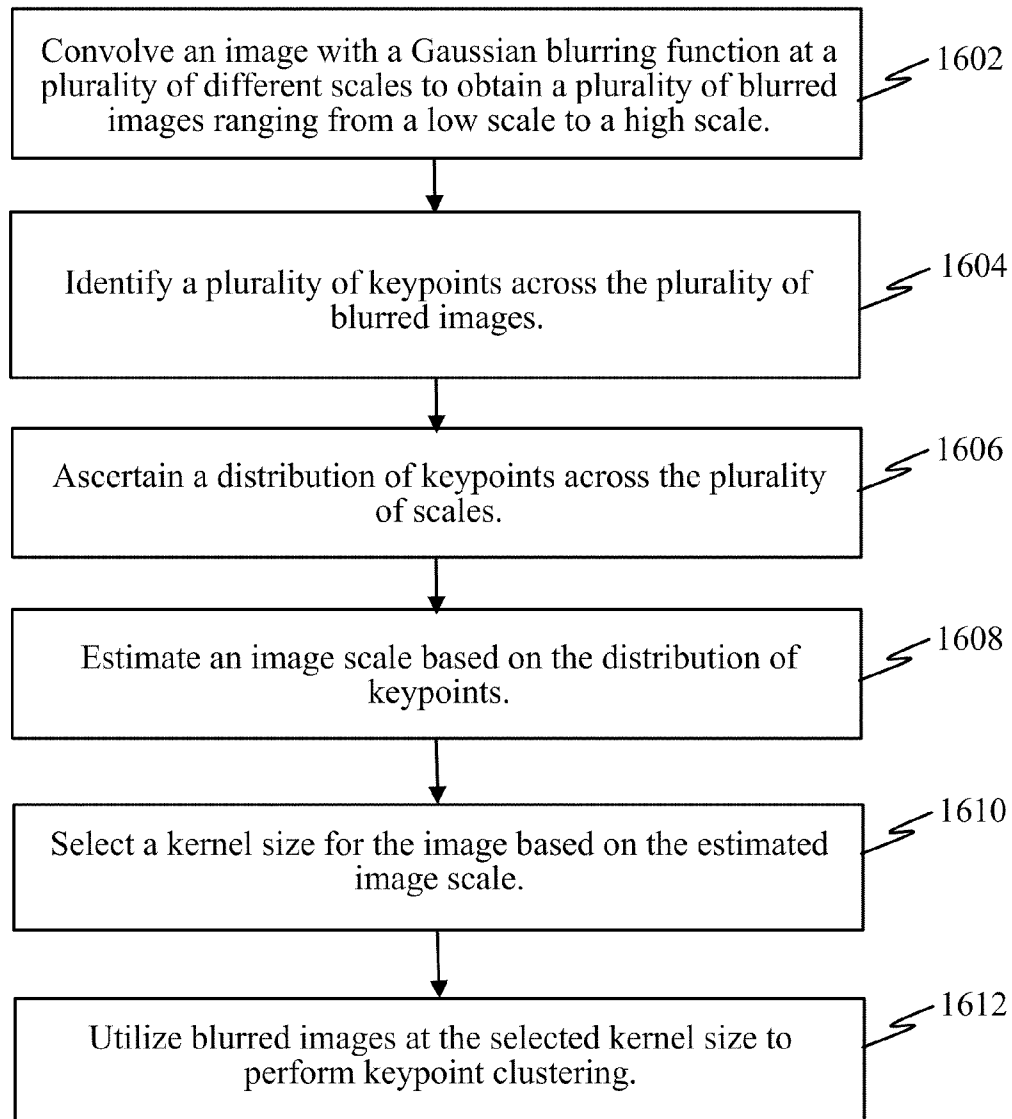 Convolve an image with a Gaussian blurring function at a
plurality of different scales to obtain a plurality of blurred
images ranging from a low scale to a high scale.
1602
Identify a plurality of keypoints across the plurality of
blurred images.
1604
Ascertain a distribution of keypoints across the plurality
of scales.
1606
Estimate an image scale based on the distribution of
keypoints.
1608
Select a kernel size for the image based on the estimated
image scale.
1610
Utilize blurred images at the selected kernel size to
perform keypoint clustering.
1612